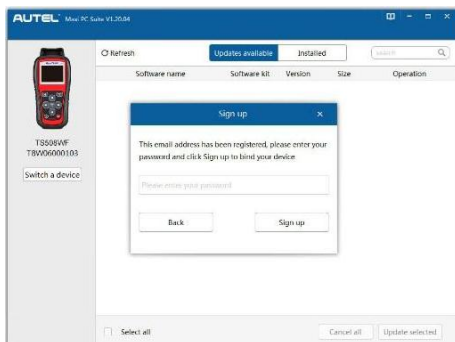 AUTEL Maxi PC Suite V1.20.04
Refresh
Updates available
Installed
search
Software name Software kit Version Size Operation
Sign up ×
This email address has been registered, please enter your
password and click Sign up to bind your device
Please enter your password
Back
Sign up
TS508WF
T8W06000103
Switch a device
Select all
Cancel all
Update selected